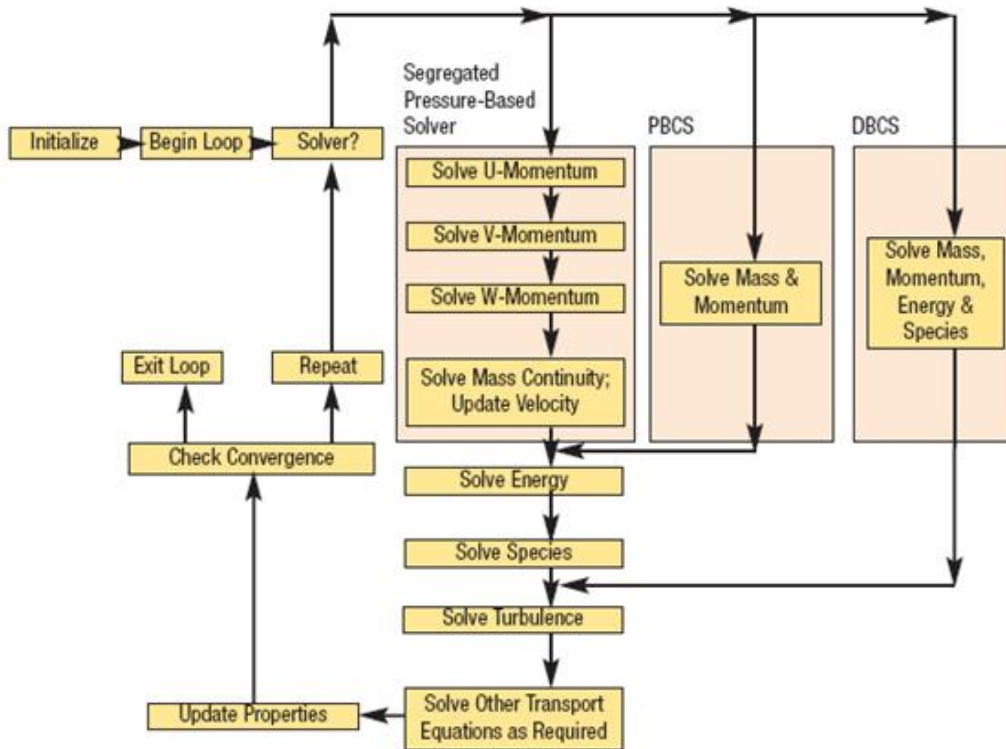 Segregated
Pressure-Based
Solver
PBCS
DBCS
Initialize
Begin Loop
Solver?
Solve U-Momentum
Solve V-Momentum
Solve W-Momentum
Solve Mass Continuity;
Update Velocity
Solve Mass &
Momentum
Solve Mass,
Momentum,
Energy &
Species
Exit Loop
Repeat
Check Convergence
Solve Energy
Solve Species
Solve Turbulence
Solve Other Transport
Equations as Required
Update Properties